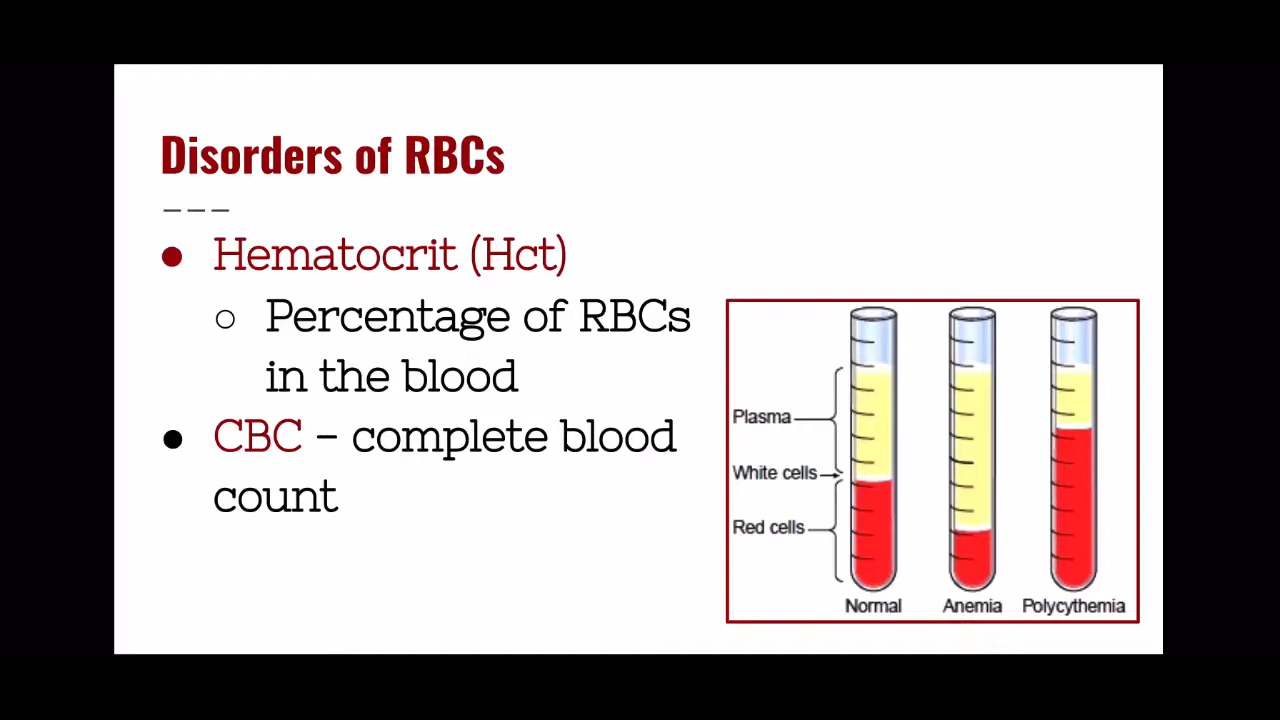 Disorders of RBCs
---
● Hematocrit (Hct)
○ Percentage of RBCs
in the blood
● CBC - complete blood
count
Plasma
White cells
Red cells
Normal Anemia Polycythemia